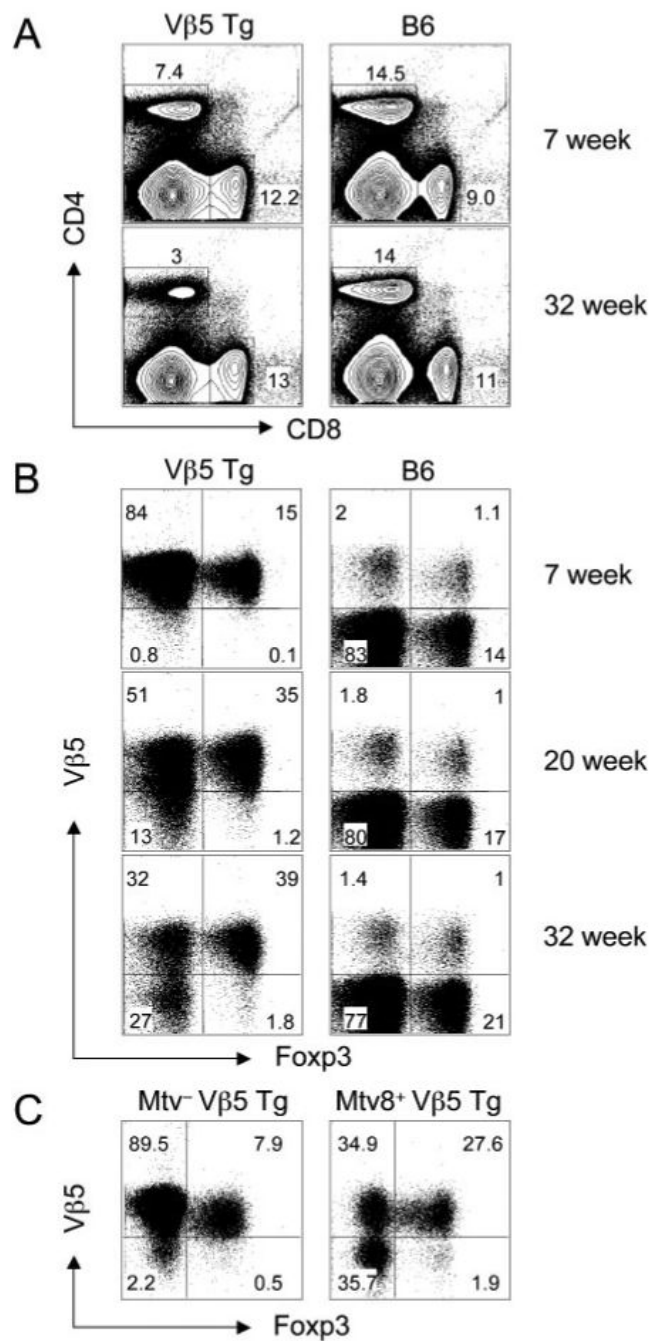 A
Vβ5 Tg B6
7.4 14.5
7 week
12.2 9.0
CD4
3 14
32 week
13 11
CD8
B
Vβ5 Tg B6
84 15 2 1.1
7 week
0.8 0.1 83 14
51 35 1.8 1
Vβ5
20 week
13 1.2 80 17
32 39 1.4 1
32 week
27 1.8 77 21
Foxp3
C
Mtv⁻ Vβ5 Tg Mtv8⁺ Vβ5 Tg
89.5 7.9 34.9 27.6
Vβ5
2.2 0.5 35.7 1.9
Foxp3